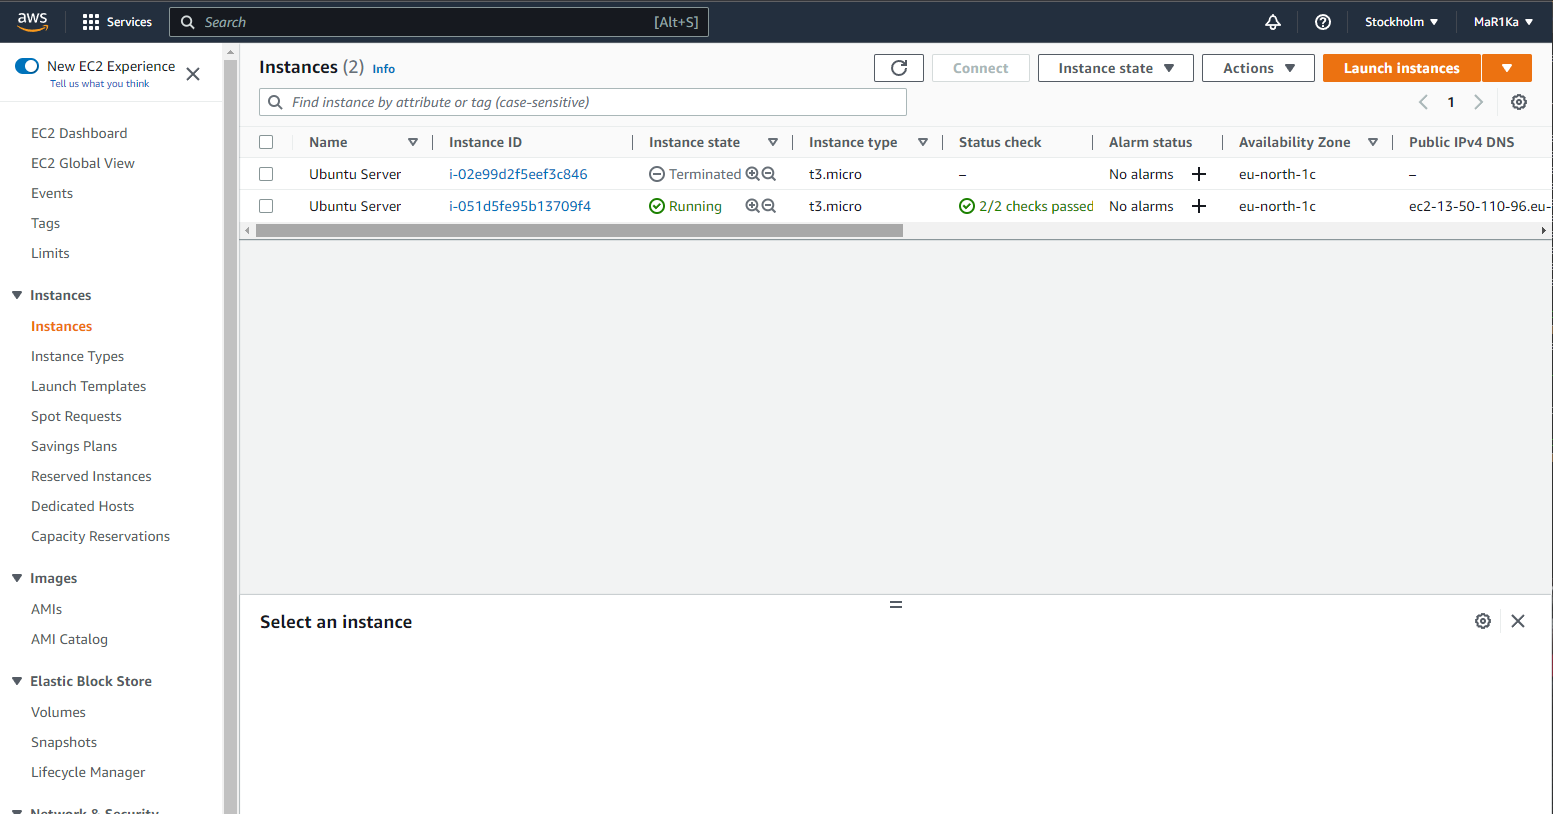 aws Services Search [Alt+S] Stockholm MaR1Ka
New EC2 Experience
Tell us what you think
EC2 Dashboard
EC2 Global View
Events
Tags
Limits
Instances
Instances
Instance Types
Launch Templates
Spot Requests
Savings Plans
Reserved Instances
Dedicated Hosts
Capacity Reservations
Images
AMIs
AMI Catalog
Elastic Block Store
Volumes
Snapshots
Lifecycle Manager
Network & Security
Instances (2) Info Connect Instance state Actions Launch instances
Find instance by attribute or tag (case-sensitive) 1
Name Instance ID Instance state Instance type Status check Alarm status Availability Zone Public IPv4 DNS
Ubuntu Server i-02e99d2f5eef3c846 Terminated t3.micro – No alarms + eu-north-1c –
Ubuntu Server i-051d5fe95b13709f4 Running t3.micro 2/2 checks passed No alarms + eu-north-1c ec2-13-50-110-96.eu-
Select an instance